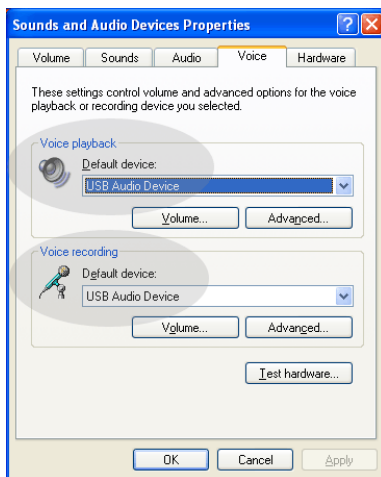 Sounds and Audio Devices Properties
Volume Sounds Audio Voice Hardware
These settings control volume and advanced options for the voice
playback or recording device you selected.
Voice playback
Default device:
USB Audio Device
Volume... Advanced...
Voice recording
Default device:
USB Audio Device
Volume... Advanced...
Test hardware...
OK Cancel Apply